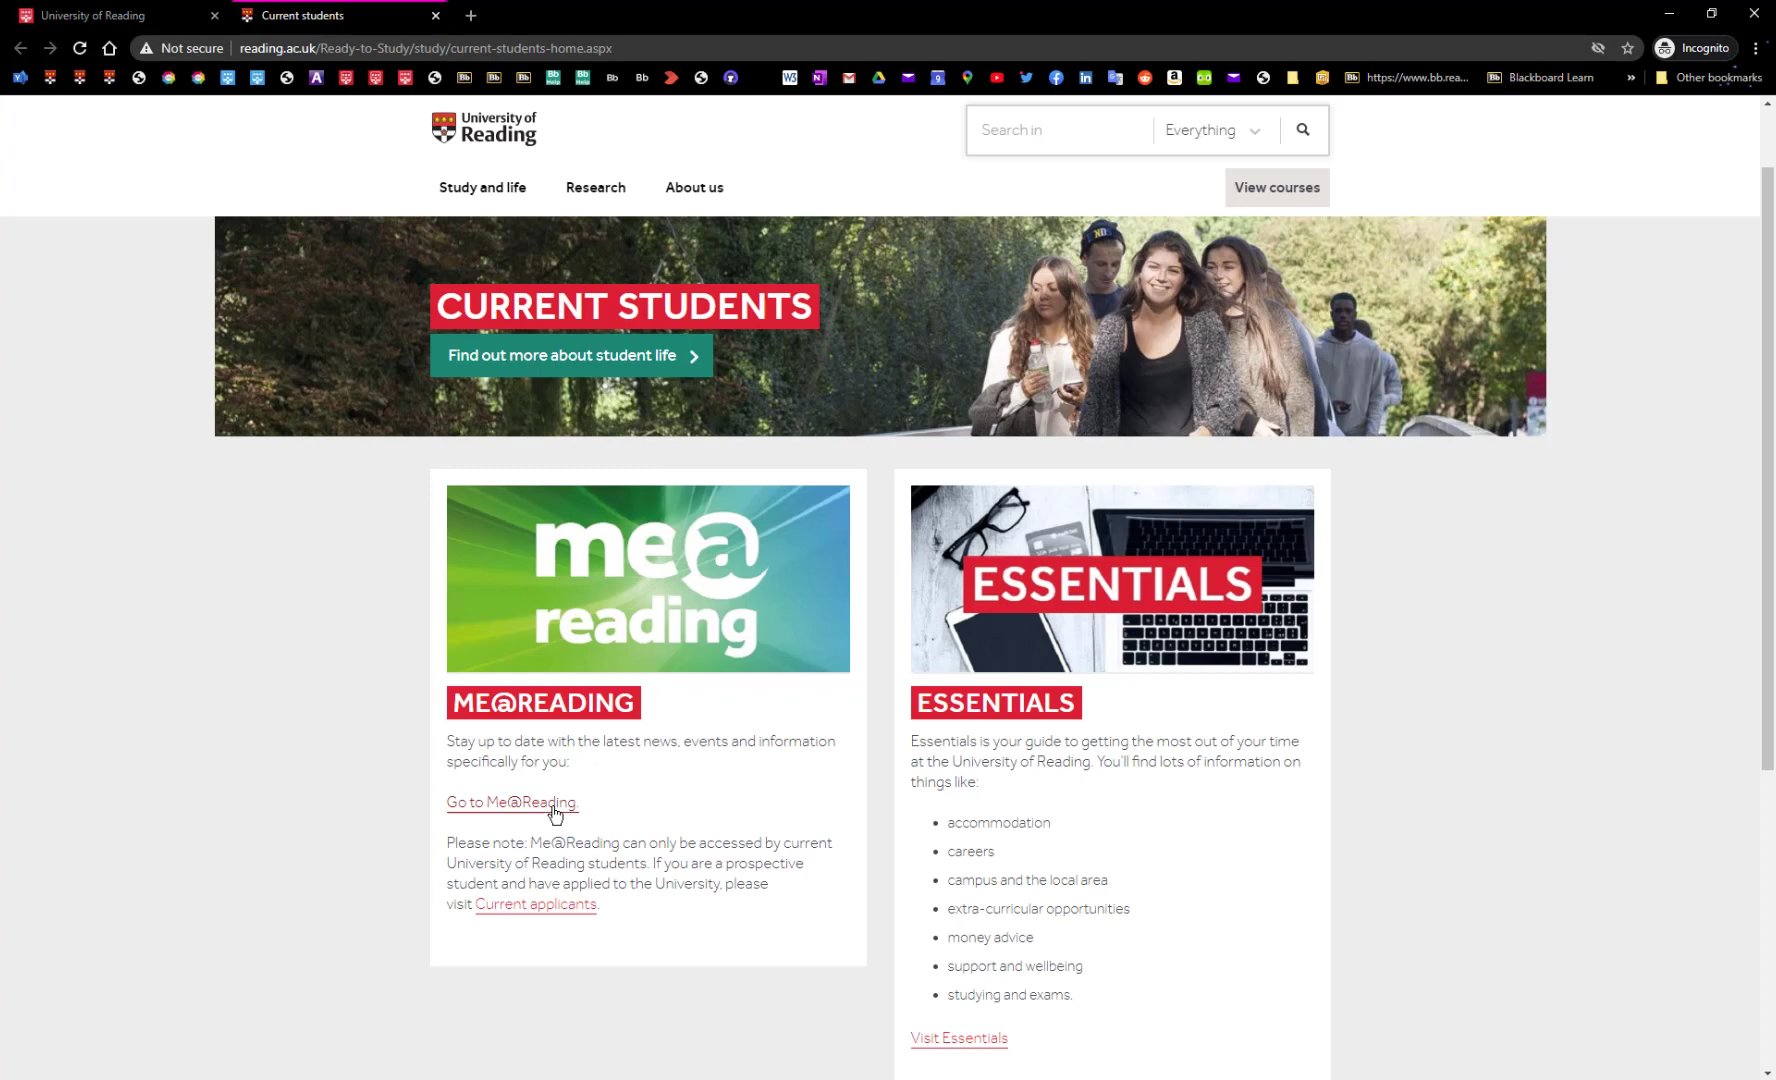 University of Reading
Current students
Not secure
reading.ac.uk/Ready-to-Study/study/current-students-home.aspx
Incognito
https://www.bb.rea...
Blackboard Learn
Other bookmarks
University of
Reading
Search in
Everything
Study and life
Research
About us
View courses
CURRENT STUDENTS
Find out more about student life
me@
reading
ESSENTIALS
ME@READING
Stay up to date with the latest news, events and information
specifically for you:
Go to Me@Reading.
Please note: Me@Reading can only be accessed by current
University of Reading students. If you are a prospective
student and have applied to the University, please
visit Current applicants.
ESSENTIALS
Essentials is your guide to getting the most out of your time
at the University of Reading. You'll find lots of information on
things like:
• accommodation
• careers
• campus and the local area
• extra-curricular opportunities
• money advice
• support and wellbeing
• studying and exams.
Visit Essentials